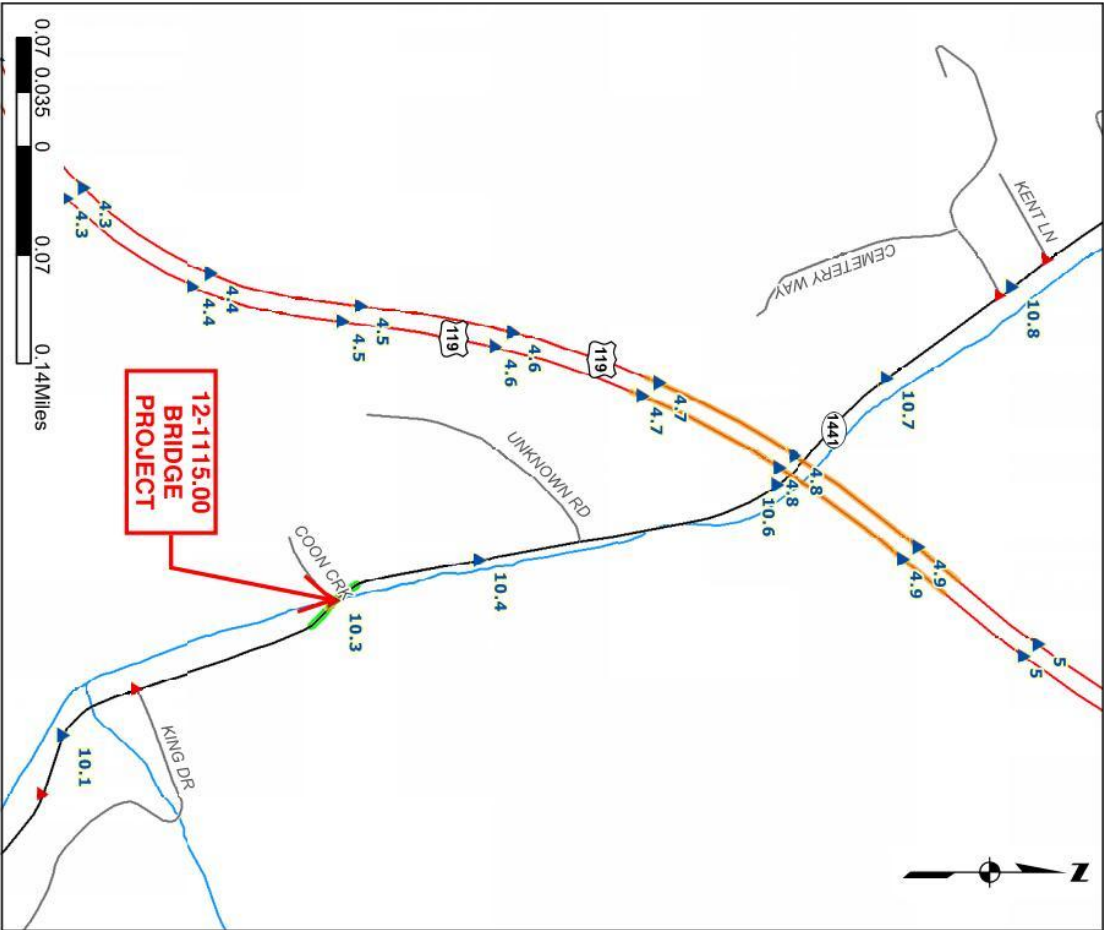 KENT LN
CEMETERY WAY
10.8
10.7
1441
10.6
4.3
4.3
4.4
4.4
4.5
4.5
119
4.6
4.6
119
4.7
4.7
4.8
4.8
4.9
4.9
5
5
UNKNOWN RD
10.4
COON CRK
10.3
12-1115.00
BRIDGE
PROJECT
KING DR
10.1
N
0.07 0.035 0 0.07 0.14Miles